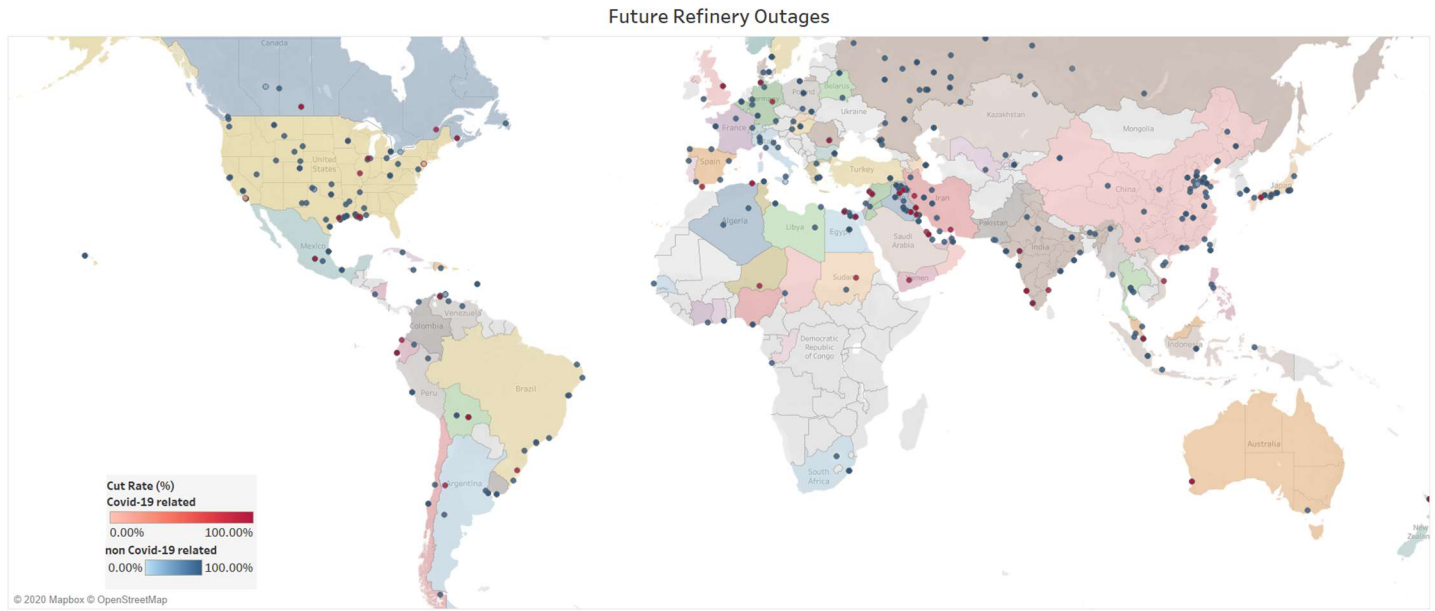 Future Refinery Outages
Canada
United
States
Mexico
Venezuela
Colombia
Peru
Brazil
Argentina
Germany
Poland
Belarus
Ukraine
France
Spain
Turkey
Kazakhstan
Mongolia
China
Japan
Iran
Pakistan
India
Algeria
Libya
Egypt
Saudi
Arabia
Yemen
Sudan
Democratic
Republic
of Congo
South
Africa
Indonesia
Australia
New
Cut Rate (%)
Covid-19 related
0.00% 100.00%
non Covid-19 related
0.00% 100.00%
© 2020 Mapbox © OpenStreetMap